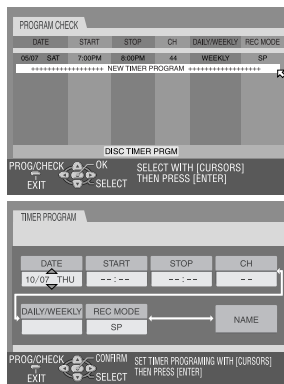 PROGRAM CHECK
DATE START STOP CH DAILY/WEEKLY REC MODE
05/07 SAT 7:00PM 8:00PM 44 WEEKLY SP
++++++++++++++++++ NEW TIMER PROGRAM ++++++++++++++++++
DISC TIMER PRGM
PROG/CHECK OK SELECT WITH [CURSORS]
EXIT SELECT THEN PRESS [ENTER]
TIMER PROGRAM
DATE START STOP CH
10/07 THU --:-- --:-- --
DAILY/WEEKLY REC MODE NAME
SP
PROG/CHECK CONFIRM SET TIMER PROGRAMING WITH [CURSORS]
EXIT SELECT THEN PRESS [ENTER]